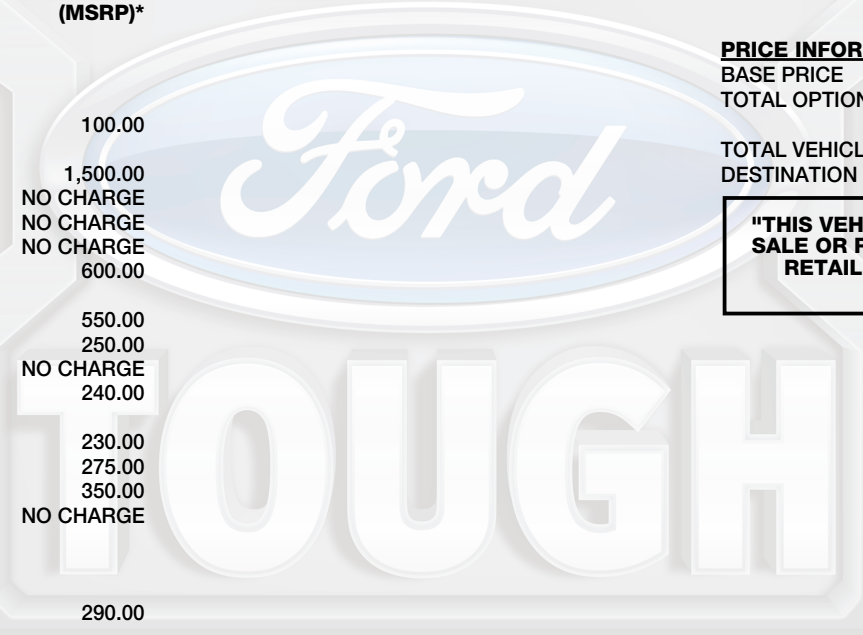 (MSRP)*
100.00
1,500.00
NO CHARGE
NO CHARGE
NO CHARGE
600.00
550.00
250.00
NO CHARGE
240.00
230.00
275.00
350.00
NO CHARGE
290.00
PRICE INFOR
BASE PRICE
TOTAL OPTION
TOTAL VEHICL
DESTINATION
"THIS VEH
SALE OR F
RETAIL
Ford
TOUGH